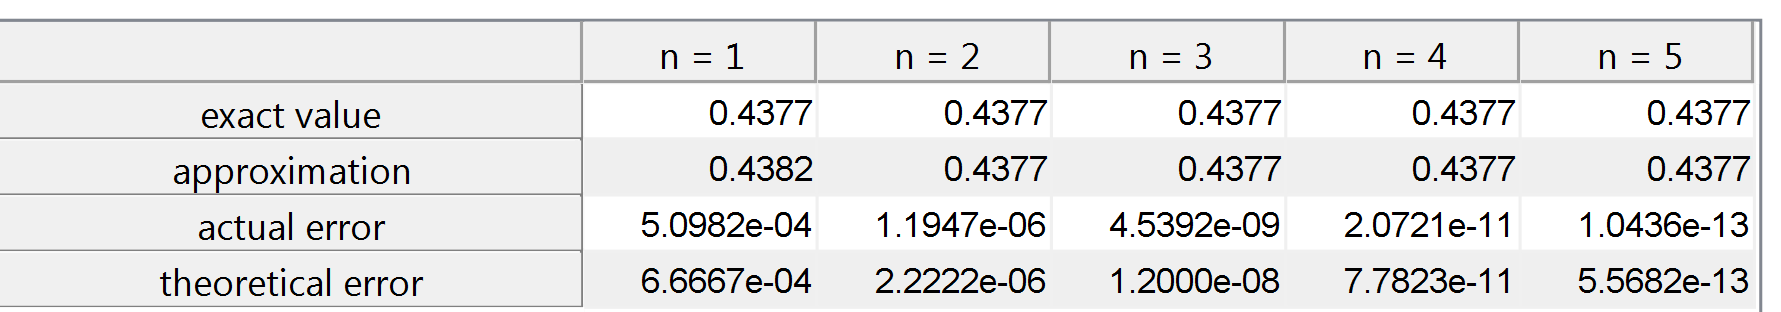 n = 1 n = 2 n = 3 n = 4 n = 5
exact value 0.4377 0.4377 0.4377 0.4377 0.4377
approximation 0.4382 0.4377 0.4377 0.4377 0.4377
actual error 5.0982e-04 1.1947e-06 4.5392e-09 2.0721e-11 1.0436e-13
theoretical error 6.6667e-04 2.2222e-06 1.2000e-08 7.7823e-11 5.5682e-13